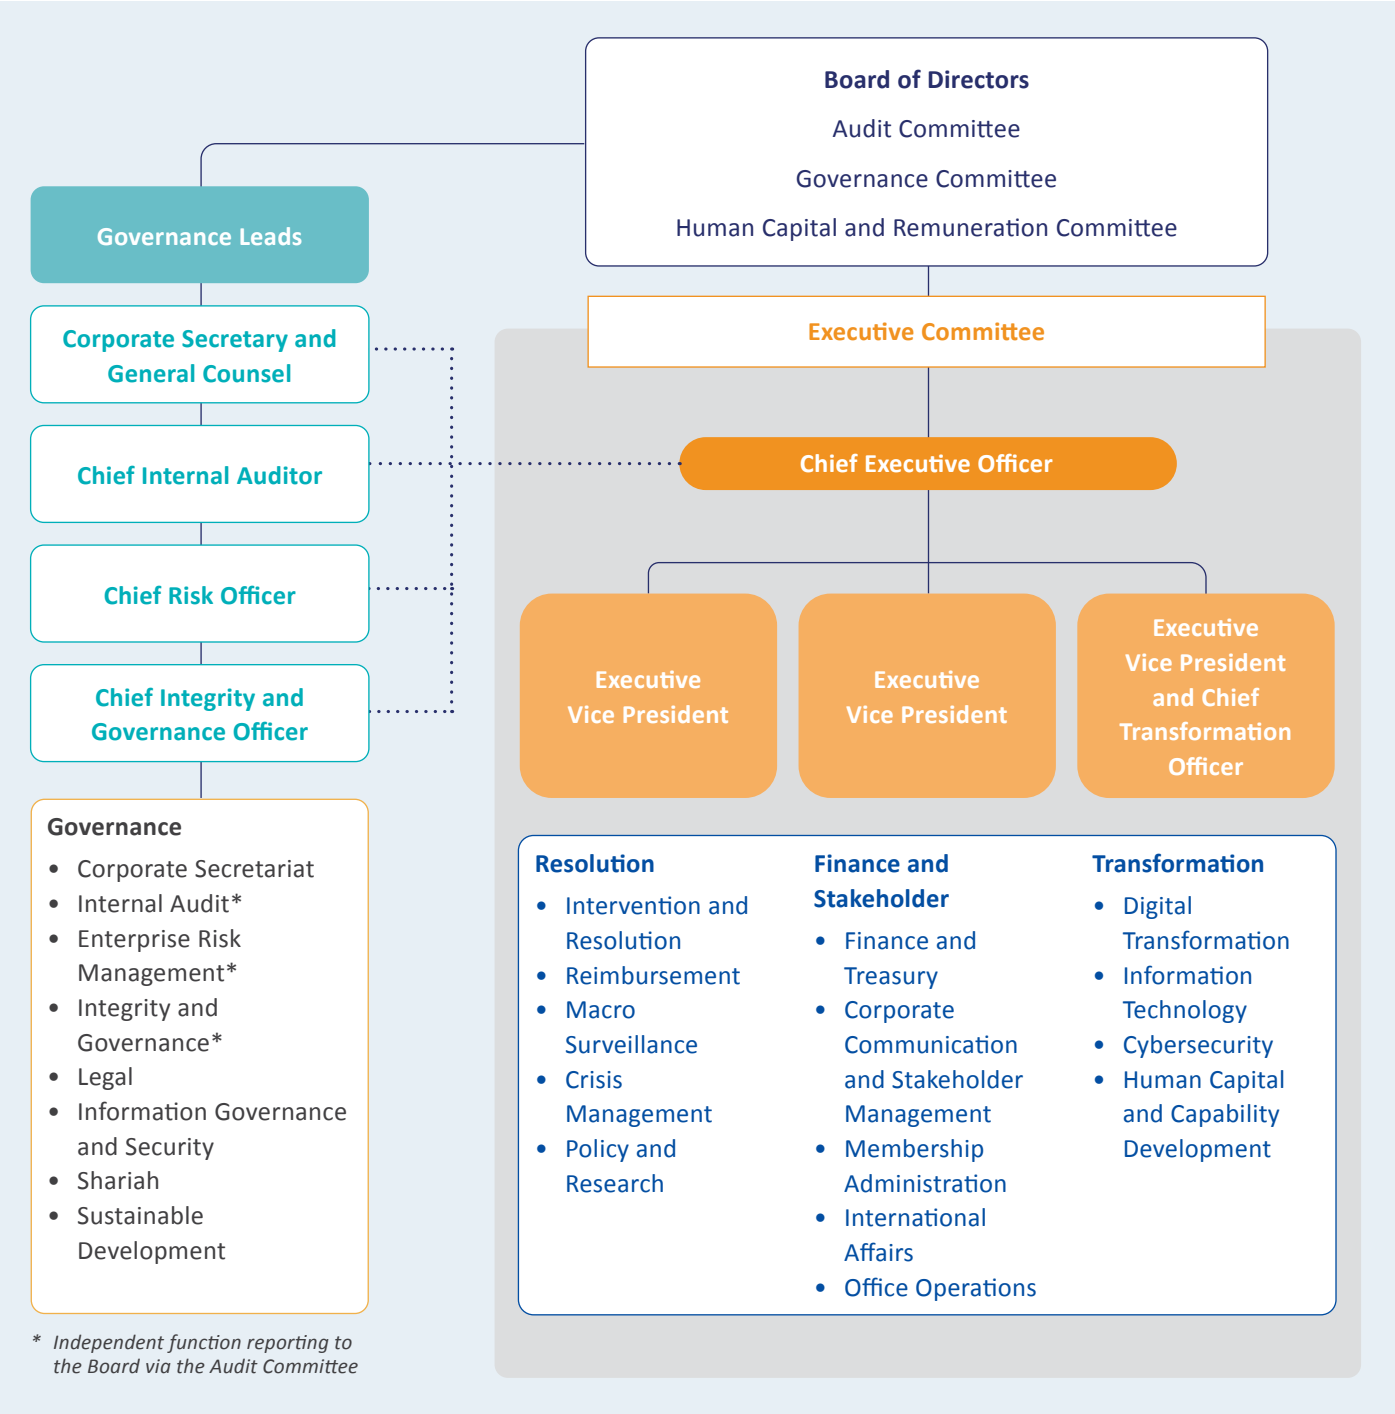 Board of Directors
Audit Committee
Governance Committee
Human Capital and Remuneration Committee
Governance Leads
Corporate Secretary and
General Counsel
Chief Internal Auditor
Chief Risk Officer
Chief Integrity and
Governance Officer
Governance
• Corporate Secretariat
• Internal Audit*
• Enterprise Risk
Management*
• Integrity and
Governance*
• Legal
• Information Governance
and Security
• Shariah
• Sustainable
Development
* Independent function reporting to
the Board via the Audit Committee
Executive Committee
Chief Executive Officer
Executive
Vice President
Executive
Vice President
Executive
Vice President
and Chief
Transformation
Officer
Resolution
• Intervention and
Resolution
• Reimbursement
• Macro
Surveillance
• Crisis
Management
• Policy and
Research
Finance and
Stakeholder
• Finance and
Treasury
• Corporate
Communication
and Stakeholder
Management
• Membership
Administration
• International
Affairs
• Office Operations
Transformation
• Digital
Transformation
• Information
Technology
• Cybersecurity
• Human Capital
and Capability
Development